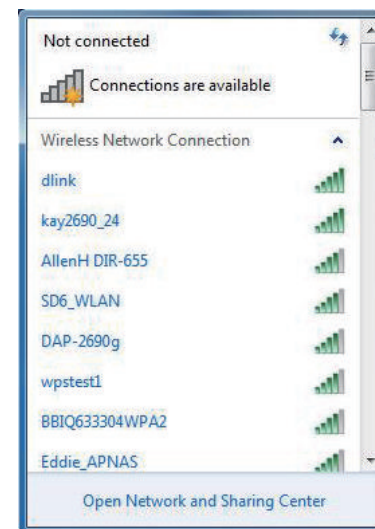 Not connected
Connections are available
Wireless Network Connection
dlink
kay2690_24
AllenH DIR-655
SD6_WLAN
DAP-2690g
wpstest1
BBIQ633304WPA2
Eddie_APNAS
Open Network and Sharing Center